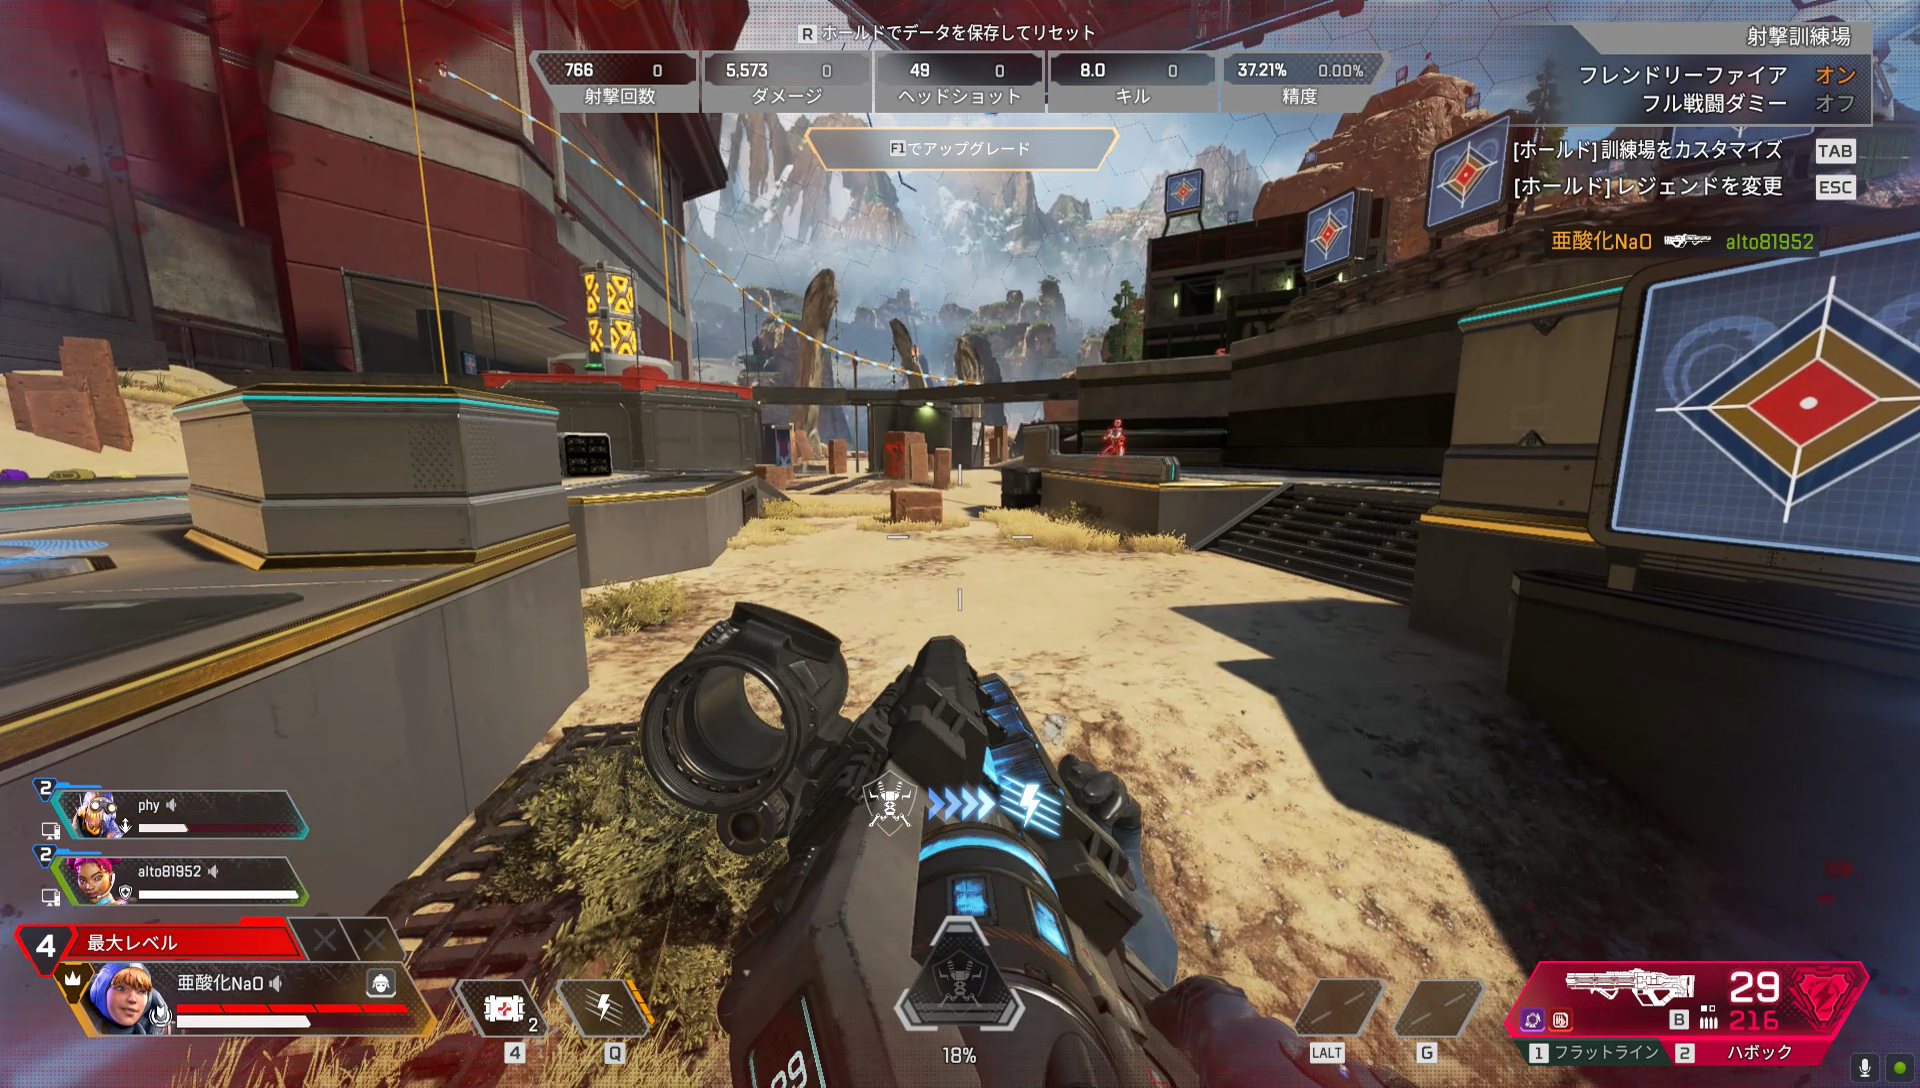 R ホールドでデータを保存してリセット
766 0 5,573 0 49 0 8.0 0 37.21% 0.00%
射撃回数 ダメージ ヘッドショット キル 精度
F1でアップグレード
射撃訓練場
フレンドリーファイア オン
フル戦闘ダミー オフ
[ホールド]訓練場をカスタマイズ TAB
[ホールド]レジェンドを変更 ESC
亜酸化NaO alto81952
2
phy
2
alto81952
4 最大レベル
亜酸化NaO
2
4 Q
18%
29
LALT G
29
B 216
1 フラットライン 2 ハボック